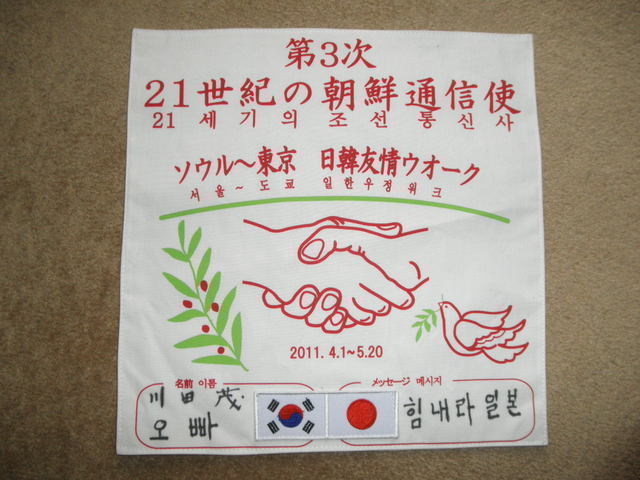 第3次
21世紀の朝鮮通信使
21 세기의조선통신사
ソウル～東京 日韓友情ウオーク
서울～도쿄 일한우정워크
2011. 4.1~5.20
名前 이름
川田 茂
오빠
メッセージ 메시지
힘내라일본